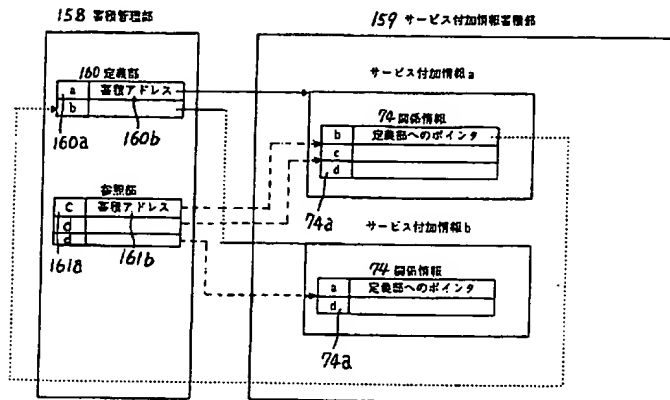 158 蓄積管理部
159 サービス付加情報蓄積部
160 定義部
a 蓄積アドレス
b
160a 160b
参照部
C 蓄積アドレス
d
d
161a 161b
サービス付加情報a
74 関係情報
b 定義部へのポインタ
c
d
74a
サービス付加情報b
74 関係情報
a 定義部へのポインタ
d
74a